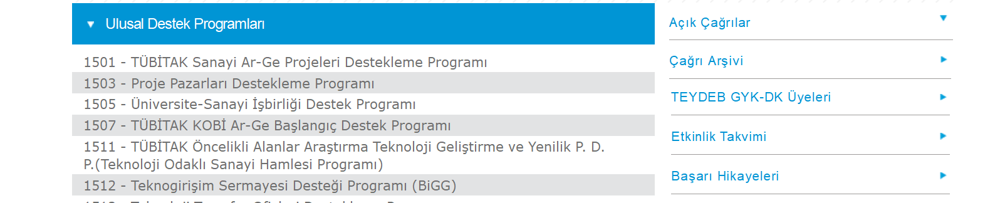 Ulusal Destek Programları
1501 - TÜBİTAK Sanayi Ar-Ge Projeleri Destekleme Programı
1503 - Proje Pazarları Destekleme Programı
1505 - Üniversite-Sanayi İşbirliği Destek Programı
1507 - TÜBİTAK KOBİ Ar-Ge Başlangıç Destek Programı
1511 - TÜBİTAK Öncelikli Alanlar Araştırma Teknoloji Geliştirme ve Yenilik P. D.
P.(Teknoloji Odaklı Sanayi Hamlesi Programı)
1512 - Teknogirişim Sermayesi Desteği Programı (BiGG)
Açık Çağrılar
Çağrı Arşivi
TEYDEB GYK-DK Üyeleri
Etkinlik Takvimi
Başarı Hikayeleri